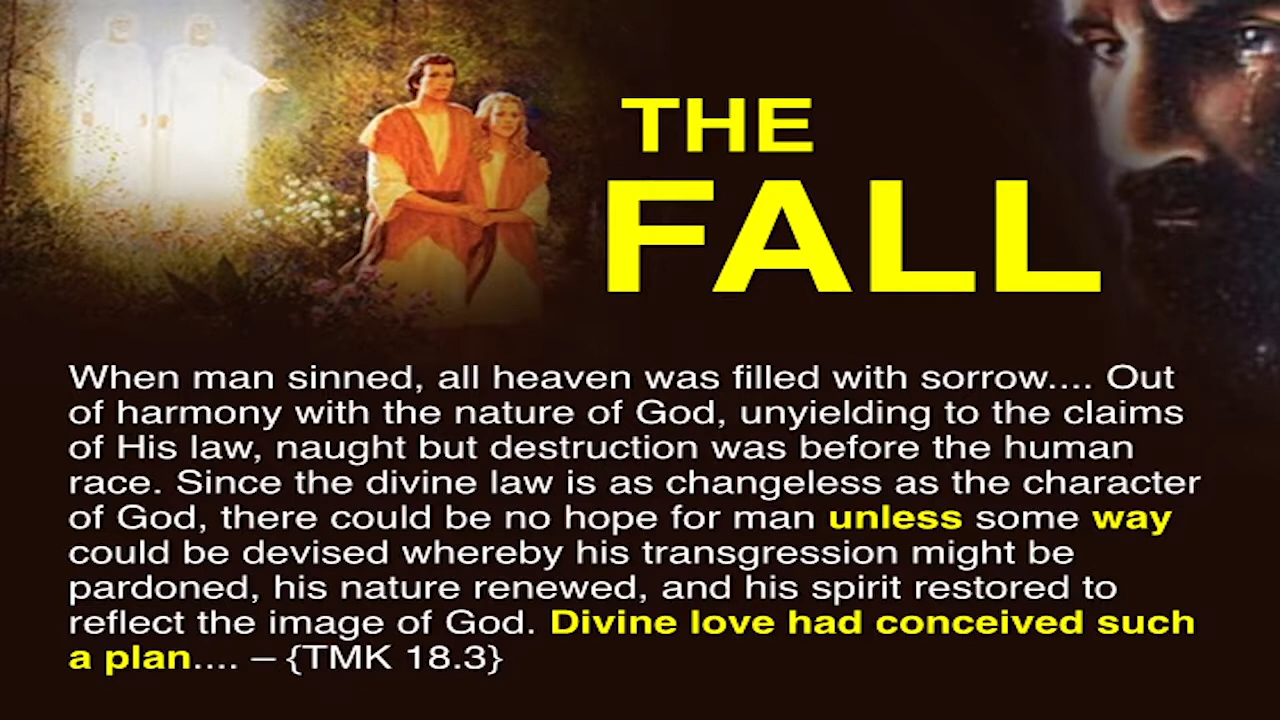 THE
FALL
When man sinned, all heaven was filled with sorrow.... Out
of harmony with the nature of God, unyielding to the claims
of His law, naught but destruction was before the human
race. Since the divine law is as changeless as the character
of God, there could be no hope for man unless some way
could be devised whereby his transgression might be
pardoned, his nature renewed, and his spirit restored to
reflect the image of God. Divine love had conceived such
a plan.... – {TMK 18.3}